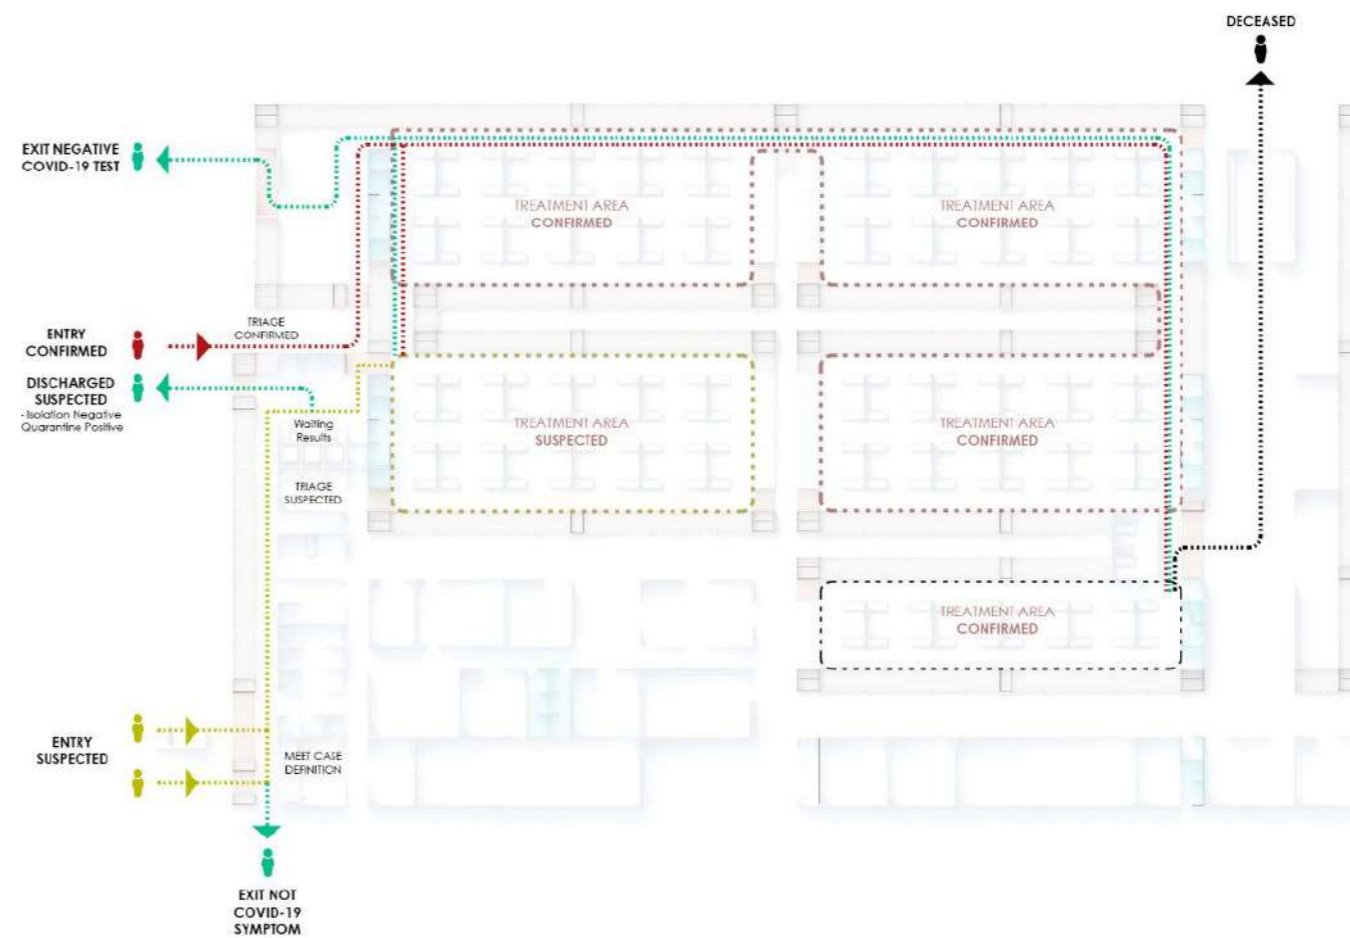 DECEASED
EXIT NEGATIVE
COVID-19 TEST
TREATMENT AREA
CONFIRMED
TREATMENT AREA
CONFIRMED
TRIAGE
CONFIRMED
ENTRY
CONFIRMED
DISCHARGED
SUSPECTED
- Isolation Negative
Quarantine Positive
Waiting
Results
TREATMENT AREA
SUSPECTED
TREATMENT AREA
CONFIRMED
TRIAGE
SUSPECTED
TREATMENT AREA
CONFIRMED
ENTRY
SUSPECTED
MEET CASE
DEFINITION
EXIT NOT
COVID-19
SYMPTOM